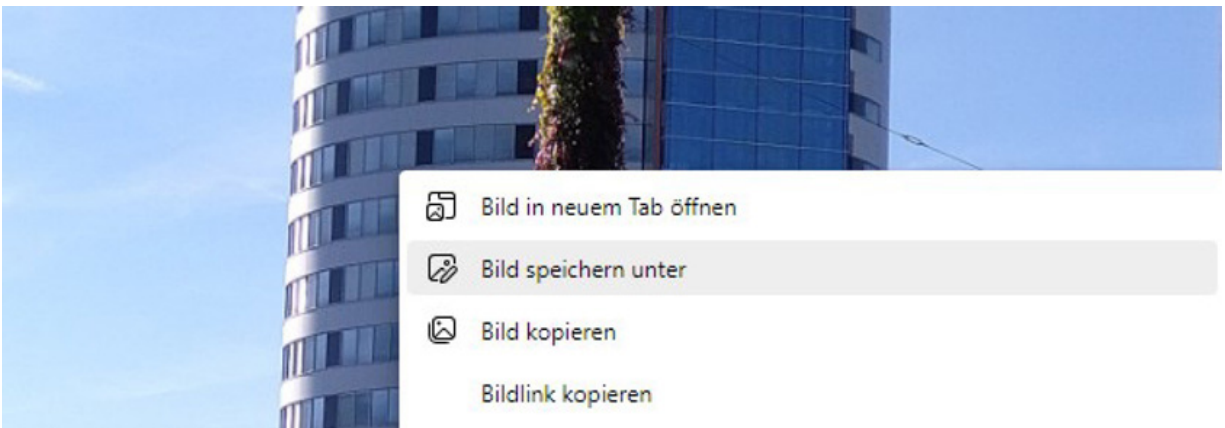 Bild in neuem Tab öffnen
Bild speichern unter
Bild kopieren
Bildlink kopieren